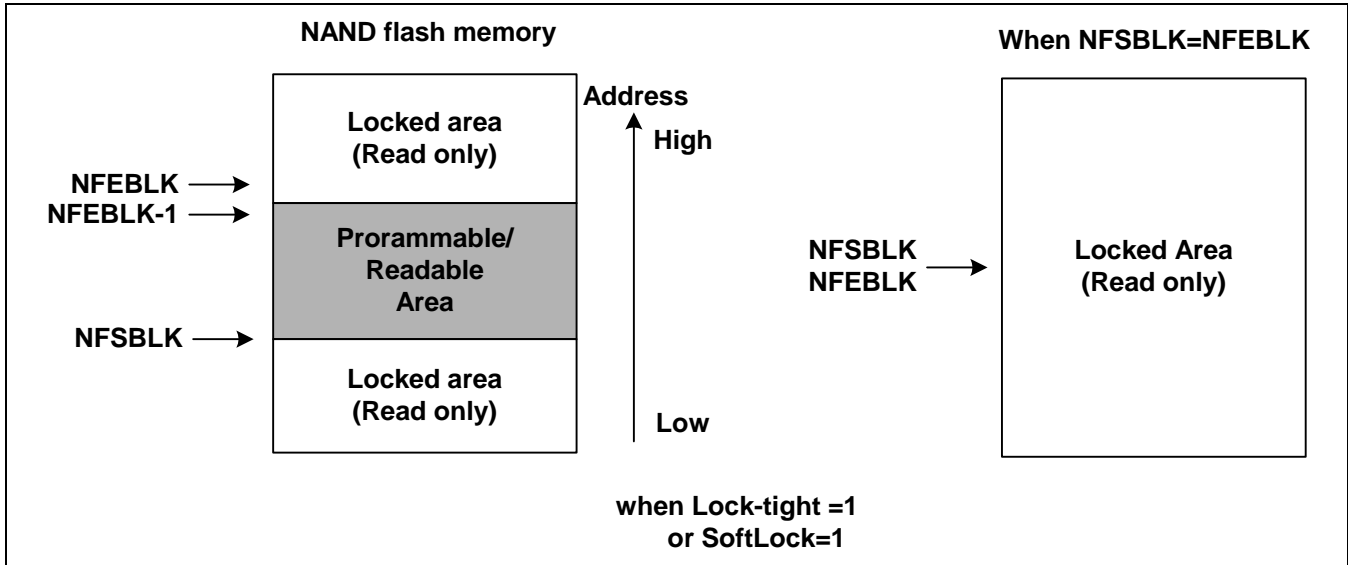 NAND flash memory
Locked area
(Read only)
NFEBLK
NFEBLK-1
Prorammable/
Readable
Area
NFSBLK
Locked area
(Read only)
Address
High
Low
when Lock-tight =1
or SoftLock=1
When NFSBLK=NFEBLK
NFSBLK
NFEBLK
Locked Area
(Read only)